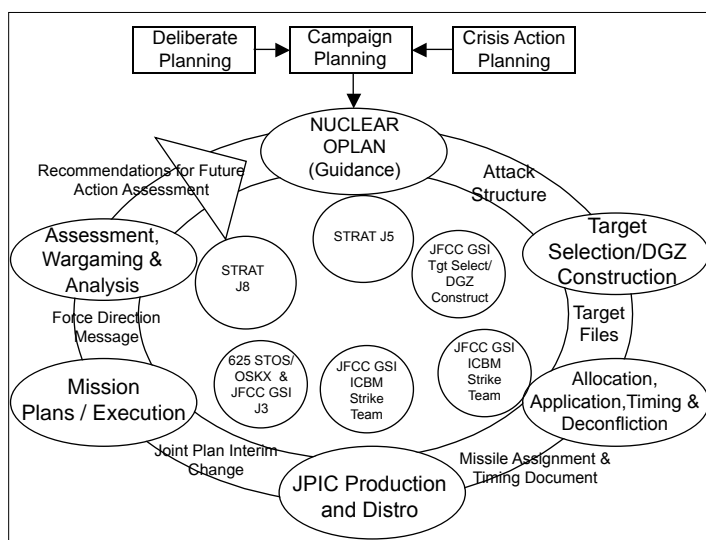 Deliberate
Planning
Campaign
Planning
Crisis Action
Planning
NUCLEAR
OPLAN
(Guidance)
Recommendations for Future
Action Assessment
Attack
Structure
Assessment,
Wargaming &
Analysis
STRAT
J8
STRAT J5
JFCC GSI
Tgt Select/
DGZ
Construct
Target
Selection/DGZ
Construction
Force Direction
Message
Target
Files
625 STOS/
OSKX &
JFCC GSI
J3
JFCC GSI
ICBM
Strike
Team
JFCC GSI
ICBM
Strike
Team
Mission
Plans / Execution
Allocation,
Application,Timing &
Deconfliction
Joint Plan Interim
Change
Missile Assignment &
Timing Document
JPIC Production
and Distro